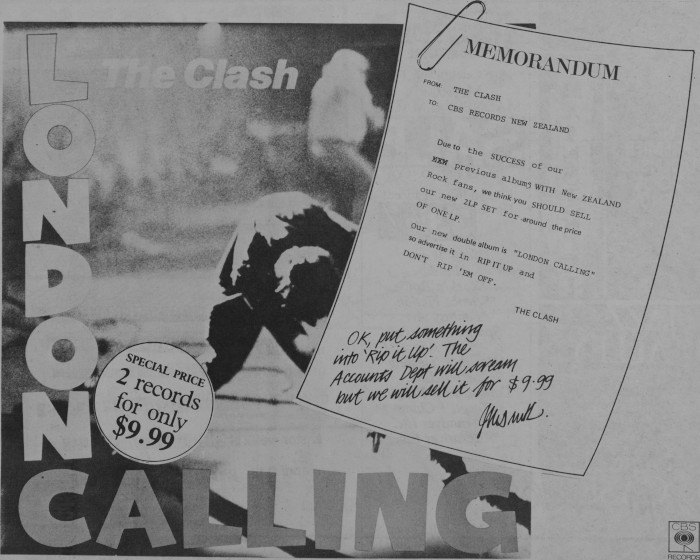 The Clash
LONDON
CALLING
SPECIAL PRICE
2 records
for only
$9.99
MEMORANDUM
FROM THE CLASH
TO: CBS RECORDS NEW ZEALAND
Due to the SUCCESS of our
previous albums WITH New ZEALAND
Rock fans, we think you SHOULD SELL
our new 2LP SET for around the price
OF ONE LP.
Our new double album is "LONDON CALLING"
so advertise it in RIP IT UP and
DON'T RIP 'EM OFF.
THE CLASH
OK, put something
into 'Rip it Up'. The
Accounts Dept will scream
but we will sell it for $9.99
CBS
RECORDS